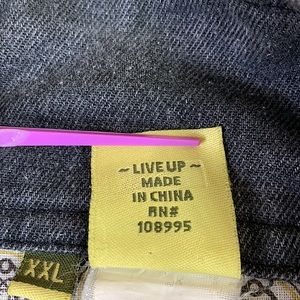 ~ LIVE UP ~
MADE
IN CHINA
RN#
108995
XXL